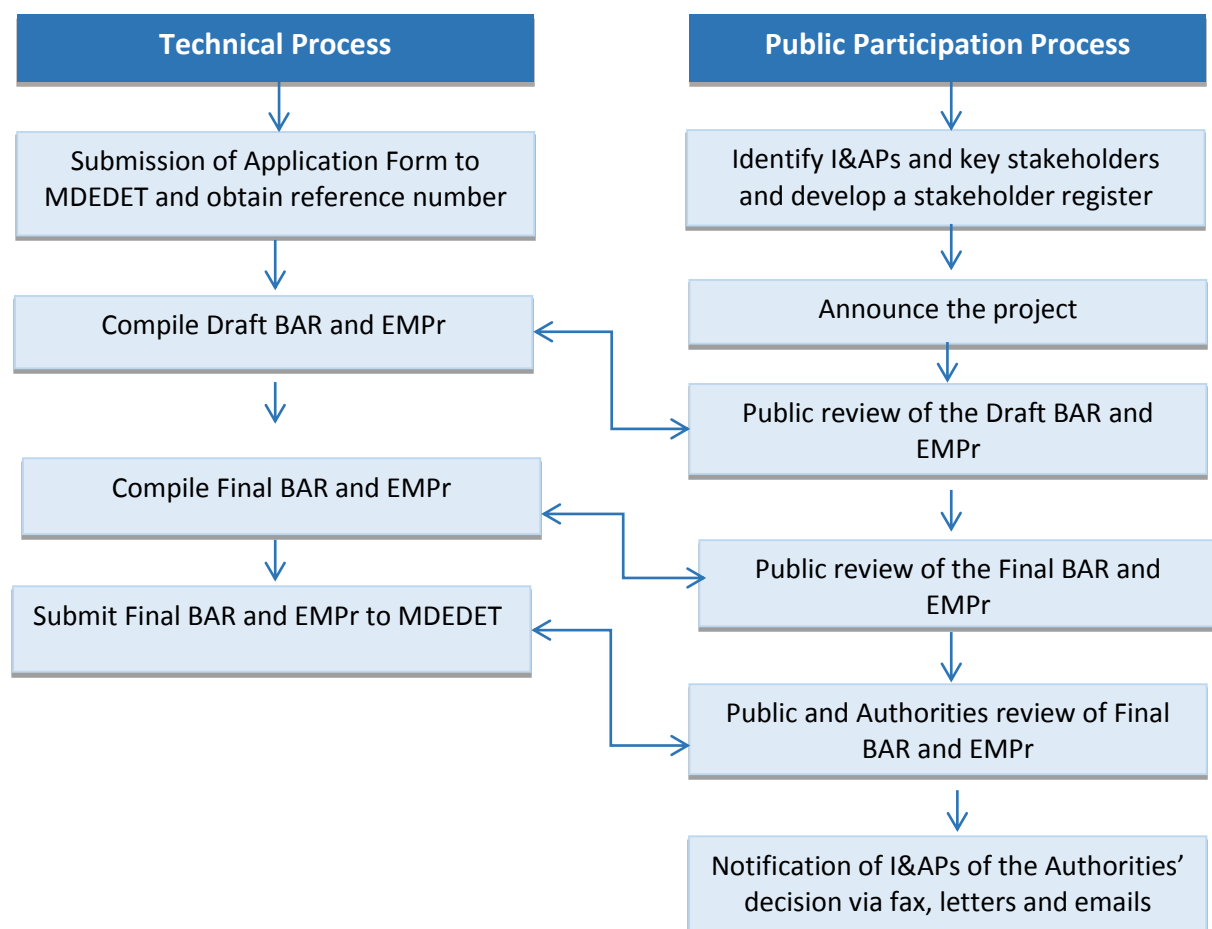 Technical Process
Submission of Application Form to
MDEDET and obtain reference number
Compile Draft BAR and EMPr
Compile Final BAR and EMPr
Submit Final BAR and EMPr to MDEDET
Public Participation Process
Identify I&APs and key stakeholders
and develop a stakeholder register
Announce the project
Public review of the Draft BAR and
EMPr
Public review of the Final BAR and
EMPr
Public and Authorities review of Final
BAR and EMPr
Notification of I&APs of the Authorities’
decision via fax, letters and emails